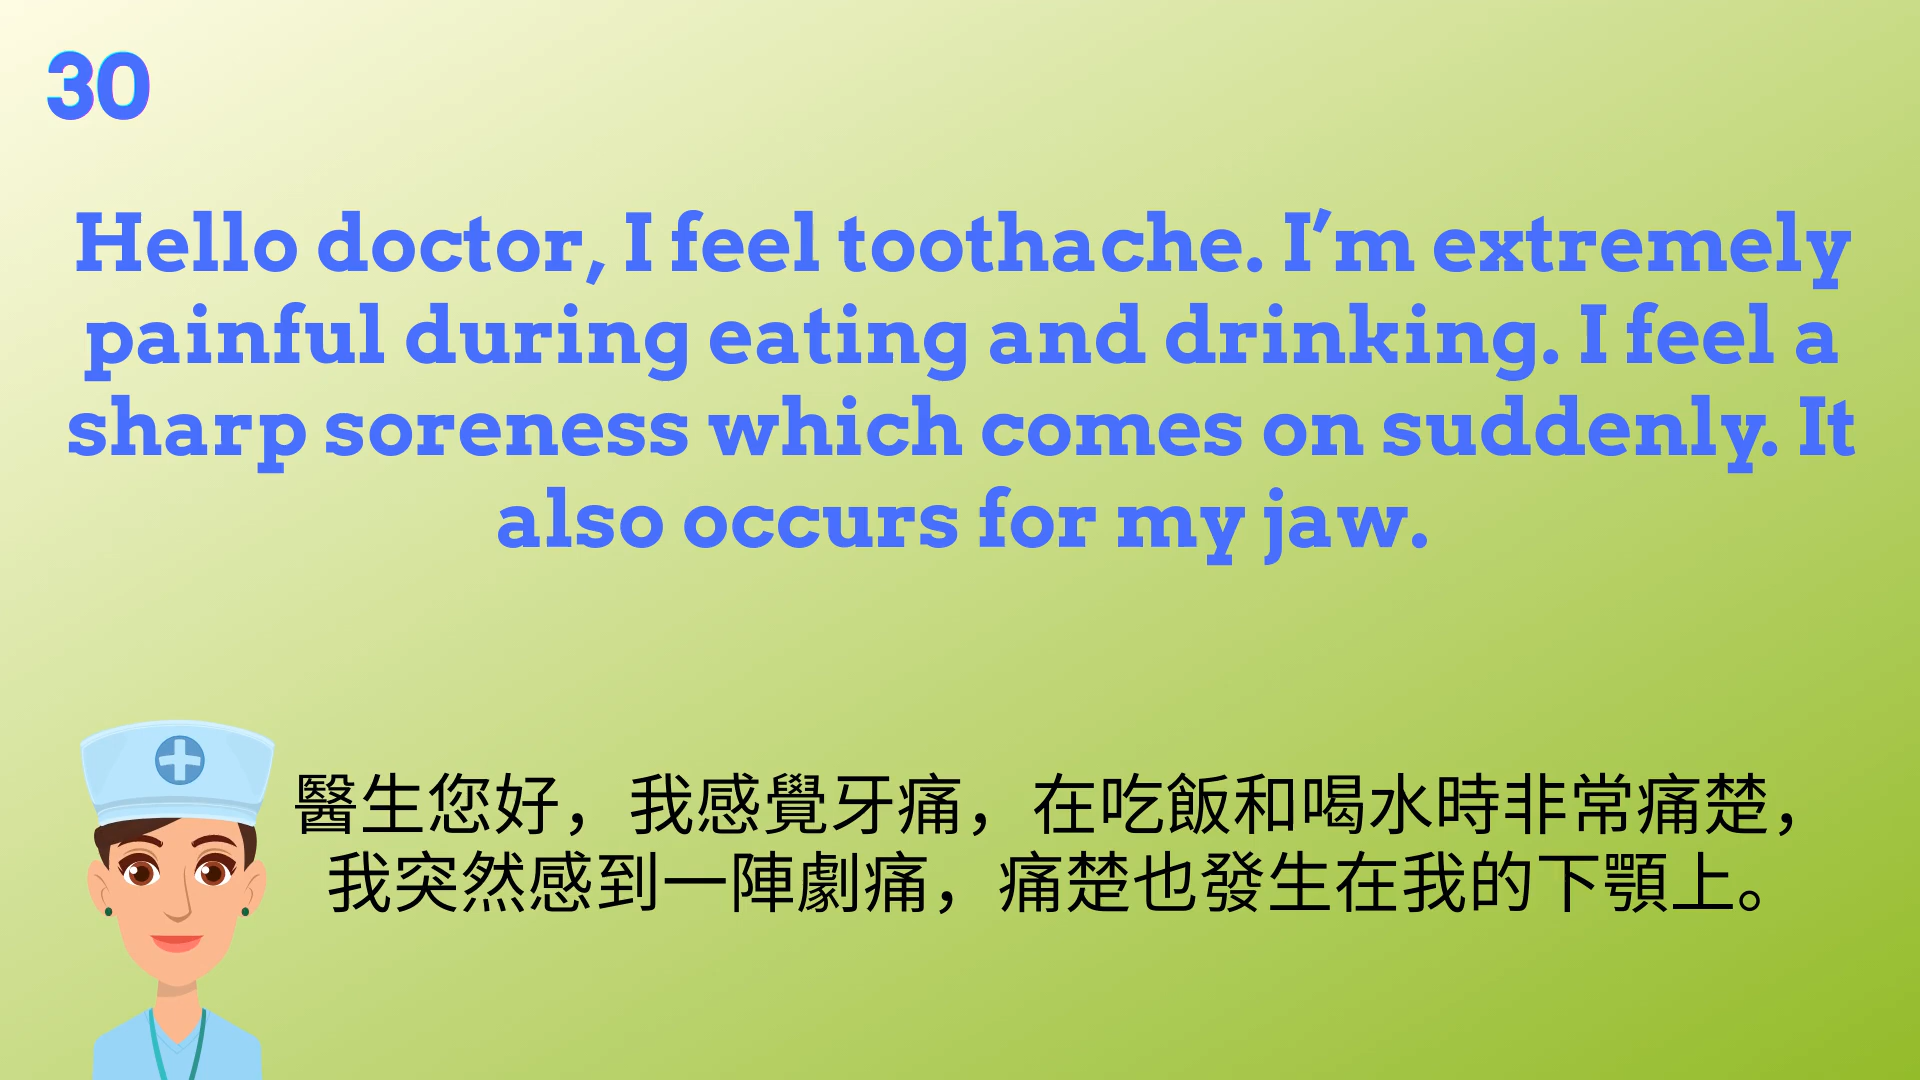 30
Hello doctor, I feel toothache. I’m extremely
painful during eating and drinking. I feel a
sharp soreness which comes on suddenly. It
also occurs for my jaw.
醫生您好，我感覺牙痛，在吃飯和喝水時非常痛楚，
我突然感到一陣劇痛，痛楚也發生在我的下顎上。